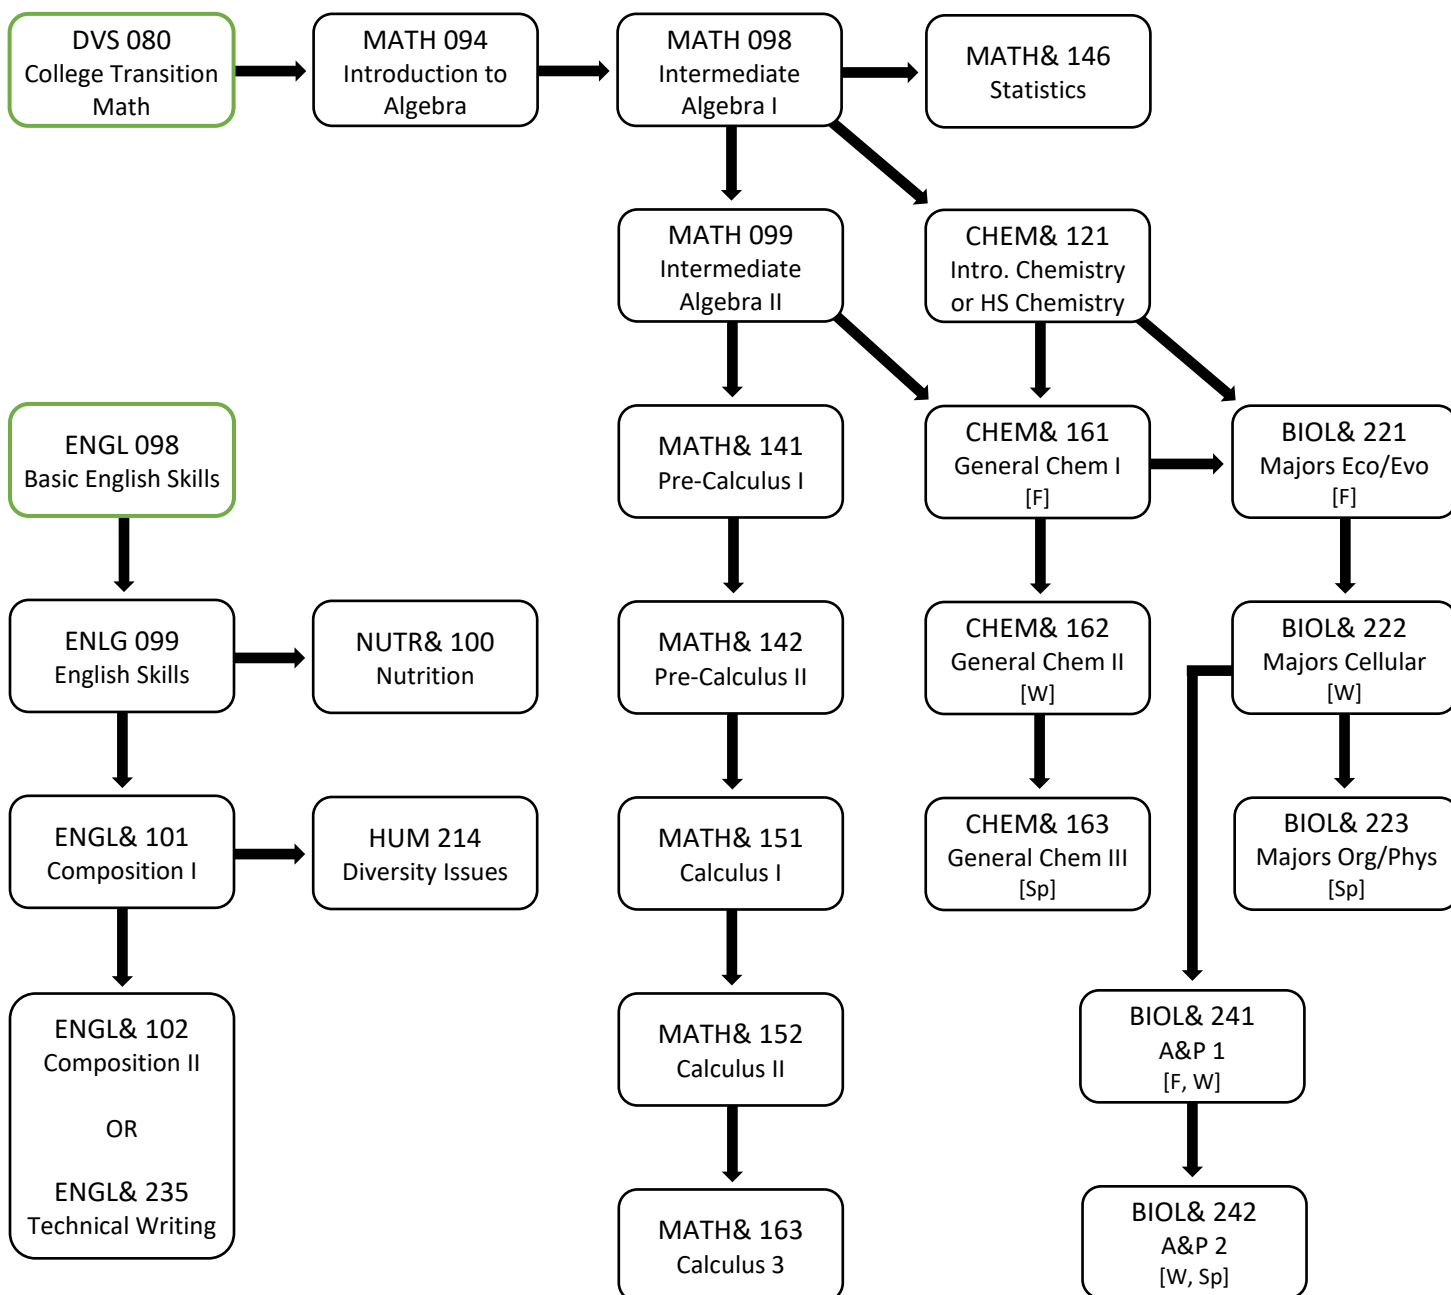 DVS 080
College Transition
Math
MATH 094
Introduction to
Algebra
MATH 098
Intermediate
Algebra I
MATH& 146
Statistics
MATH 099
Intermediate
Algebra II
CHEM& 121
Intro. Chemistry
or HS Chemistry
ENGL 098
Basic English Skills
MATH& 141
Pre-Calculus I
CHEM& 161
General Chem I
[F]
BIOL& 221
Majors Eco/Evo
[F]
ENLG 099
English Skills
NUTR& 100
Nutrition
MATH& 142
Pre-Calculus II
CHEM& 162
General Chem II
[W]
BIOL& 222
Majors Cellular
[W]
ENGL& 101
Composition I
HUM 214
Diversity Issues
MATH& 151
Calculus I
CHEM& 163
General Chem III
[Sp]
BIOL& 223
Majors Org/Phys
[Sp]
ENGL& 102
Composition II
OR
ENGL& 235
Technical Writing
MATH& 152
Calculus II
BIOL& 241
A&P 1
[F, W]
MATH& 163
Calculus 3
BIOL& 242
A&P 2
[W, Sp]